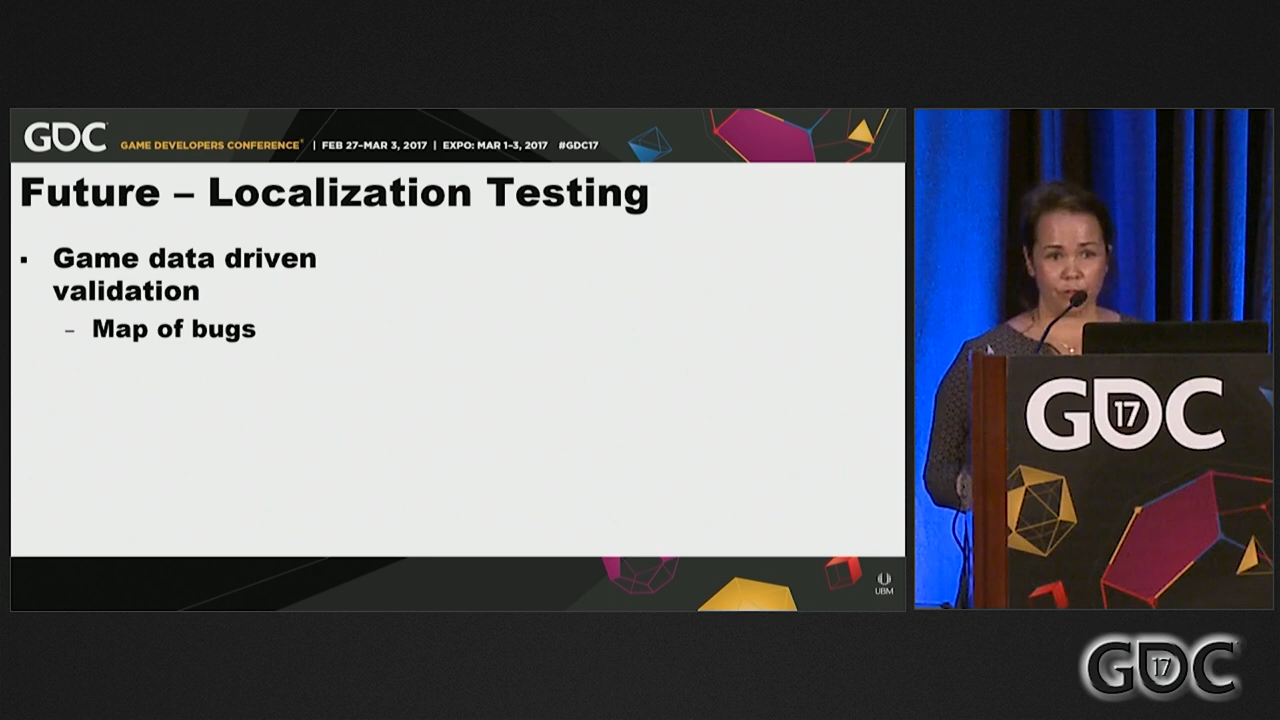 GDC GAME DEVELOPERS CONFERENCE® | FEB 27–MAR 3, 2017 | EXPO: MAR 1–3, 2017 #GDC17
Future – Localization Testing
▪ Game data driven
validation
– Map of bugs
UBM
GDC
17
GDC
17